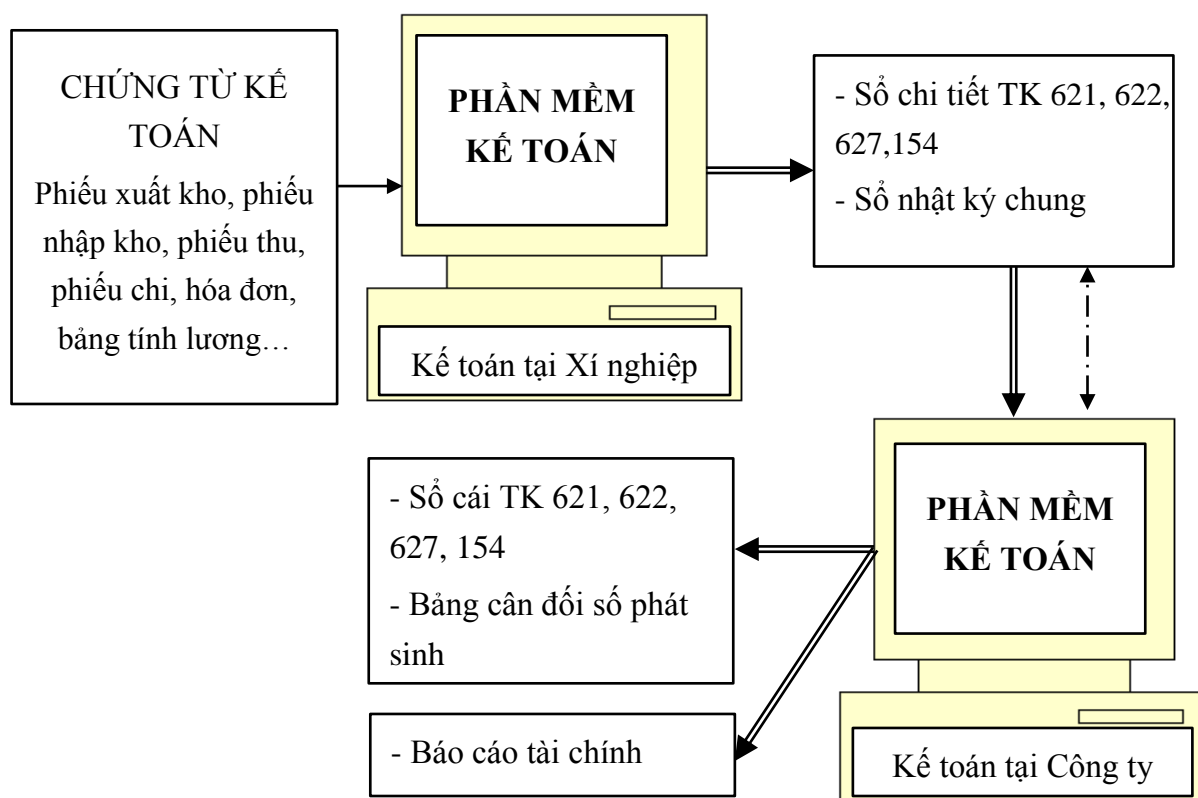 CHỨNG TỪ KẾ
TOÁN
Phiếu xuất kho, phiếu
nhập kho, phiếu thu,
phiếu chi, hóa đơn,
bảng tính lương…
PHẦN MỀM
KẾ TOÁN
Kế toán tại Xí nghiệp
- Sổ chi tiết TK 621, 622,
627,154
- Sổ nhật ký chung
- Sổ cái TK 621, 622,
627, 154
- Bảng cân đối số phát
sinh
- Báo cáo tài chính
PHẦN MỀM
KẾ TOÁN
Kế toán tại Công ty